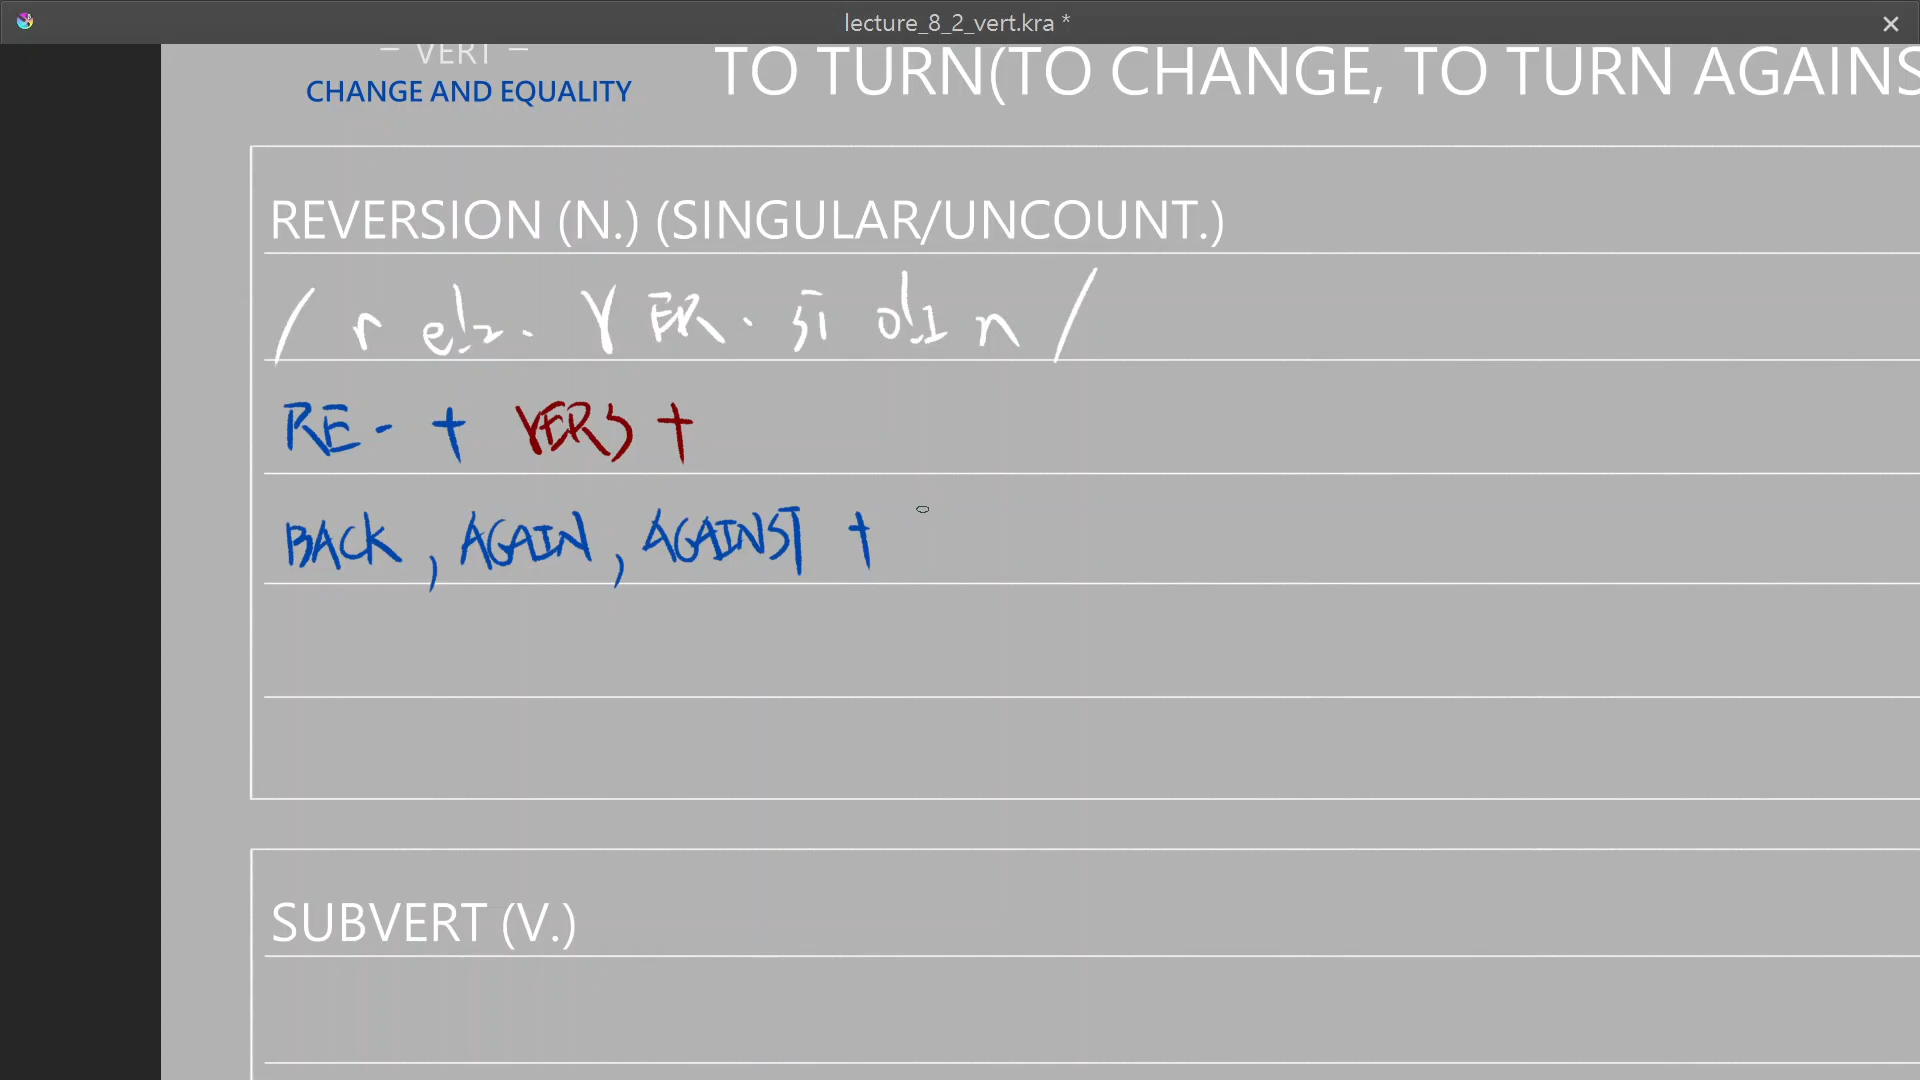 lecture_8_2_vert.kra *
– VERT –
CHANGE AND EQUALITY
TO TURN(TO CHANGE, TO TURN AGAINS
REVERSION (N.) (SINGULAR/UNCOUNT.)
RE- + VERS +
BACK, AGAIN, AGAINST +
SUBVERT (V.)